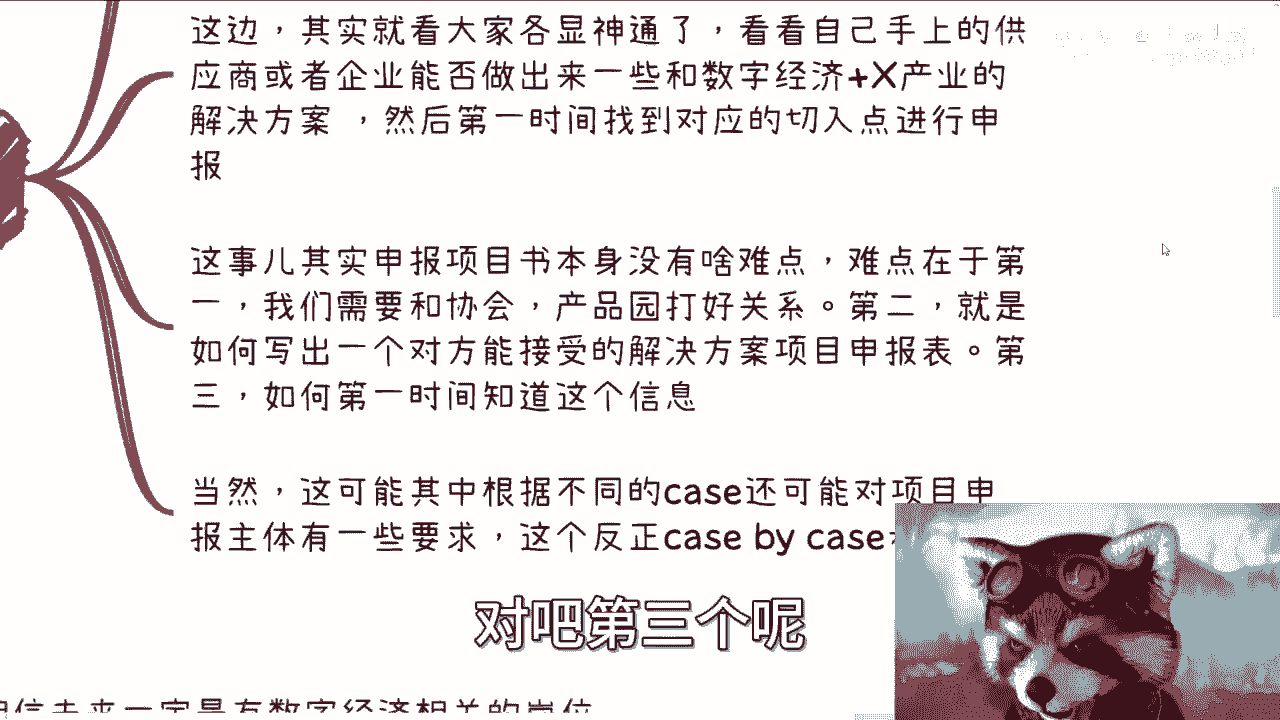 这边，其实就看大家各显神通了，看看自己手上的供
应商或者企业能否做出来一些和数字经济+X产业的
解决方案 ，然后第一时间找到对应的切入点进行申
报
这事儿其实申报项目书本身没有啥难点，难点在于第
一，我们需要和协会，产品园打好关系。第二，就是
如何写出一个对方能接受的解决方案项目申报表。第
三，如何第一时间知道这个信息
当然，这可能其中根据不同的case还可能对项目申
报主体有一些要求，这个反正case by case
对吧第三个呢
信未来一定是有数字经济相关的岗位